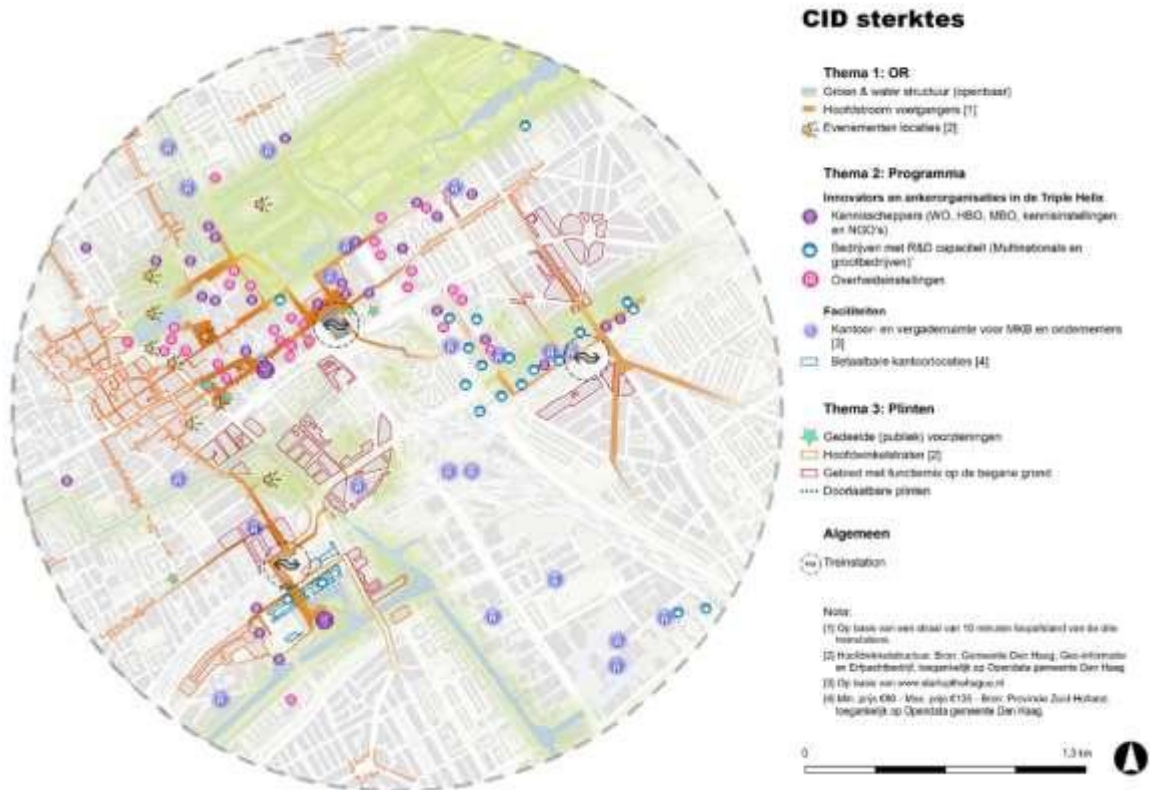 CID sterktes
Thema 1: OR
Groen & water structuur (openbaar)
Hoofdstroom voetgangers [1]
Evenementen locaties [2]
Thema 2: Programma
Innovators en ankerorganisaties in de Triple Helix
Kennisscheppers (WO, HBO, MBO, kennisinstellingen
en NGO's)
Bedrijven met R&D capaciteit (Multinationals en
grootbedrijven)
Overheidsinstellingen
Faciliteiten
Kantoor- en vergaderruimte voor MKB en ondernemers
[3]
Betaalbare kantoorlocaties [4]
Thema 3: Plinten
Gedeelde (publiek) voorzieningen
Hoofdwinkelstraten [2]
Gebied met functiemix op de begane grond
Doorlaatbare plinten
Algemeen
Treinstation
Nota:
[1] Op basis van een straal van 10 minuten loopafstand van de drie
treinstations
[2] Hoofdwinkelstructuur. Bron: Gemeente Den Haag, Geo-informatie
en Erfpachtbedrijf, toegankelijk op Opendata gemeente Den Haag
[3] Op basis van www.startupthehague.nl
[4] Min. prijs €80 - Max. prijs €135 - Bron: Provincie Zuid-Holland,
toegankelijk op Opendata gemeente Den Haag
0 1,3 km